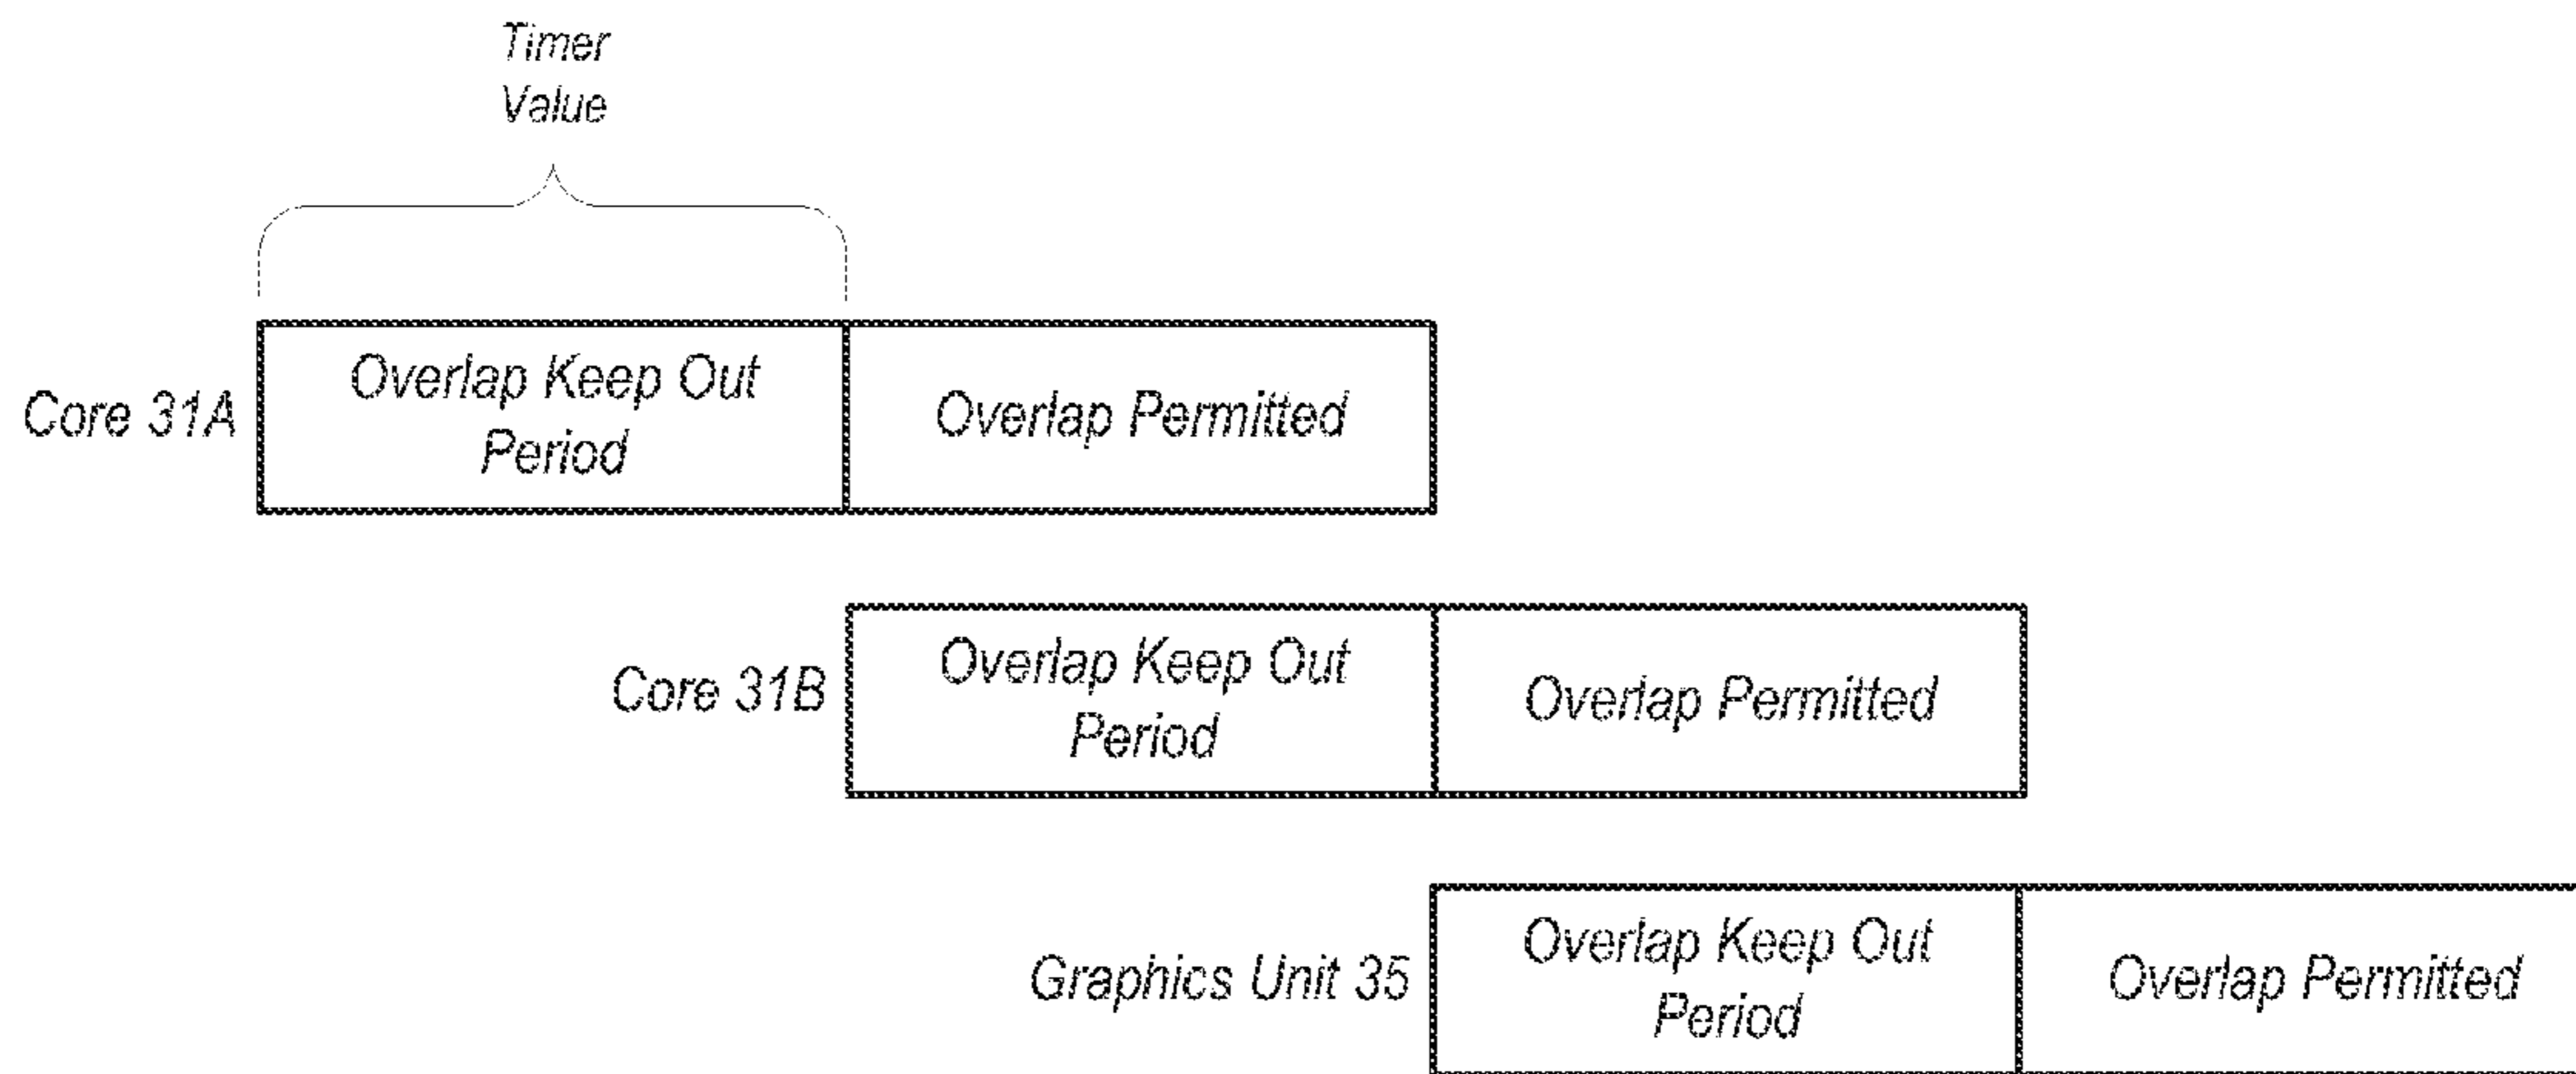 Timer
Value
Core 31A
Overlap Keep Out
Period
Overlap Permitted
Core 31B
Overlap Keep Out
Period
Overlap Permitted
Graphics Unit 35
Overlap Keep Out
Period
Overlap Permitted